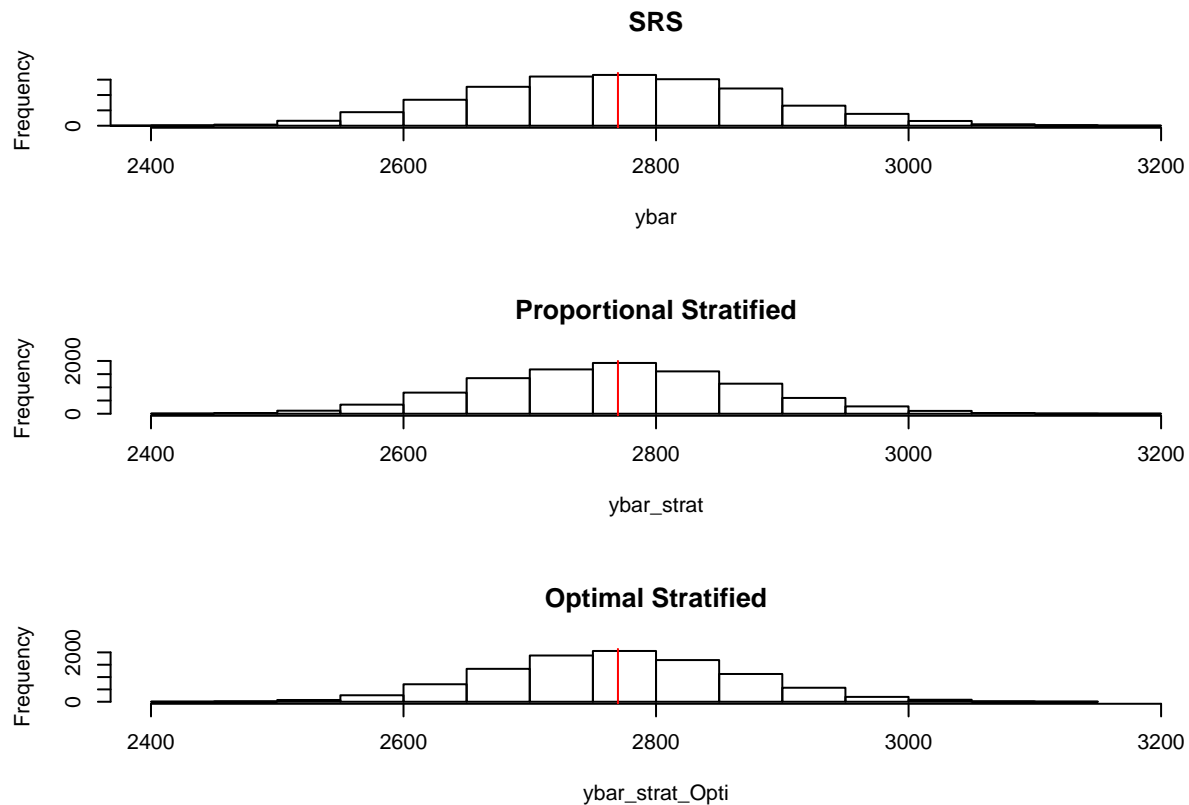 SRS
Frequency
0
2400 2600 2800 3000 3200
ybar
Proportional Stratified
Frequency
2000
0
2400 2600 2800 3000 3200
ybar_strat
Optimal Stratified
Frequency
2000
0
2400 2600 2800 3000 3200
ybar_strat_Opti